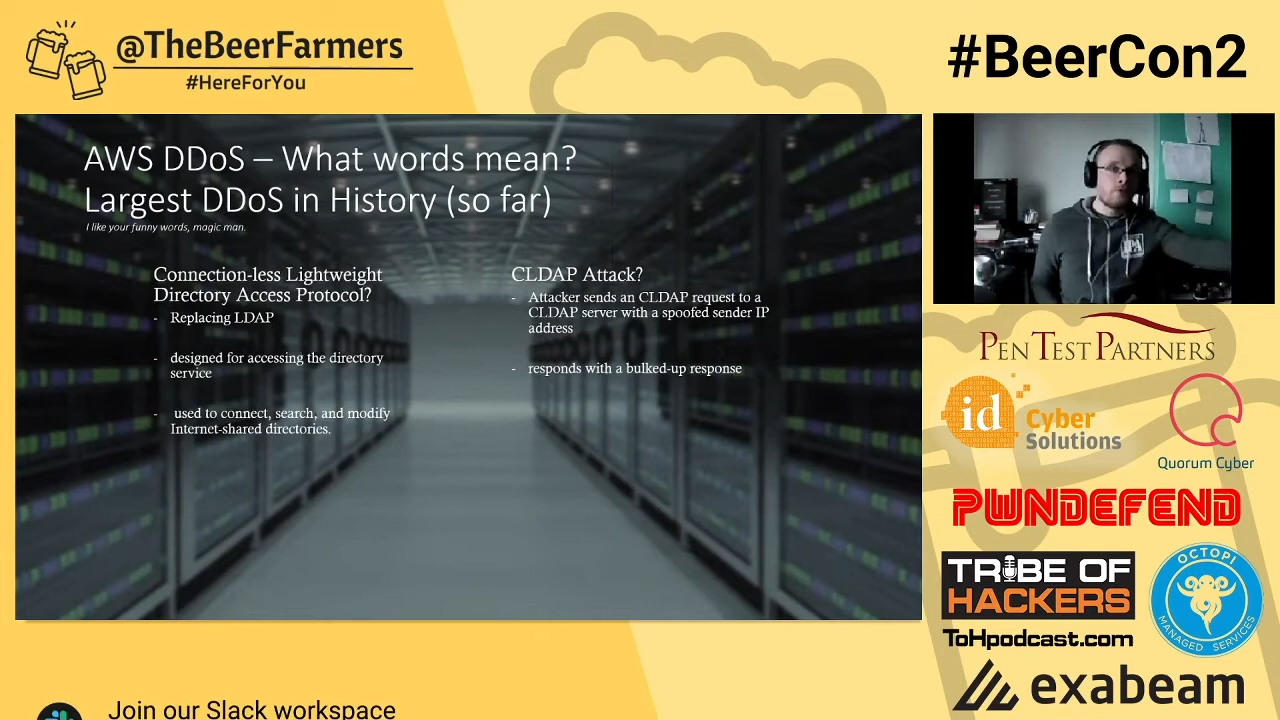 @TheBeerFarmers
#HereForYou
#BeerCon2
AWS DDoS – What words mean?
Largest DDoS in History (so far)
I like your funny words, magic man.
Connection-less Lightweight
Directory Access Protocol?
- Replacing LDAP
- designed for accessing the directory
service
- used to connect, search, and modify
Internet-shared directories.
CLDAP Attack?
- Attacker sends an CLDAP request to a
CLDAP server with a spoofed sender IP
address
- responds with a bulked-up response
PEN TEST PARTNERS
id Cyber
Solutions
Quorum Cyber
PWNDEFEND
TRIBE OF
HACKERS
ToHpodcast.com
OCTOPI
MANAGED SERVICES
exabeam
Join our Slack workspace